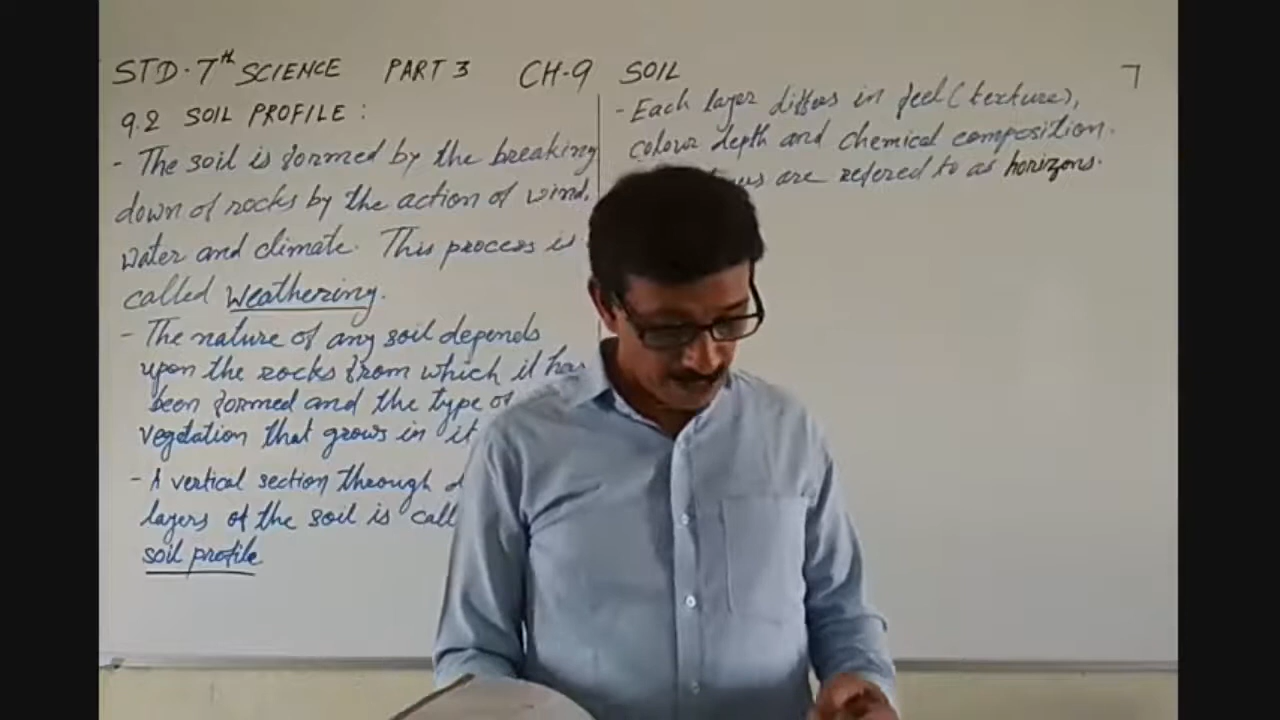 STD. 7th SCIENCE PART 3 CH-9 SOIL 7
9.2 SOIL PROFILE :
- The soil is formed by the breaking
down of rocks by the action of wind,
water and climate. This process is
called Weathering.
- The nature of any soil depends
upon the rocks from which it has
been formed and the type of
vegetation that grows in it
- A vertical section through
layers of the soil is
soil profile
- Each layer differs in feel (texture),
colour depth and chemical composition.
are refered to as horizons.